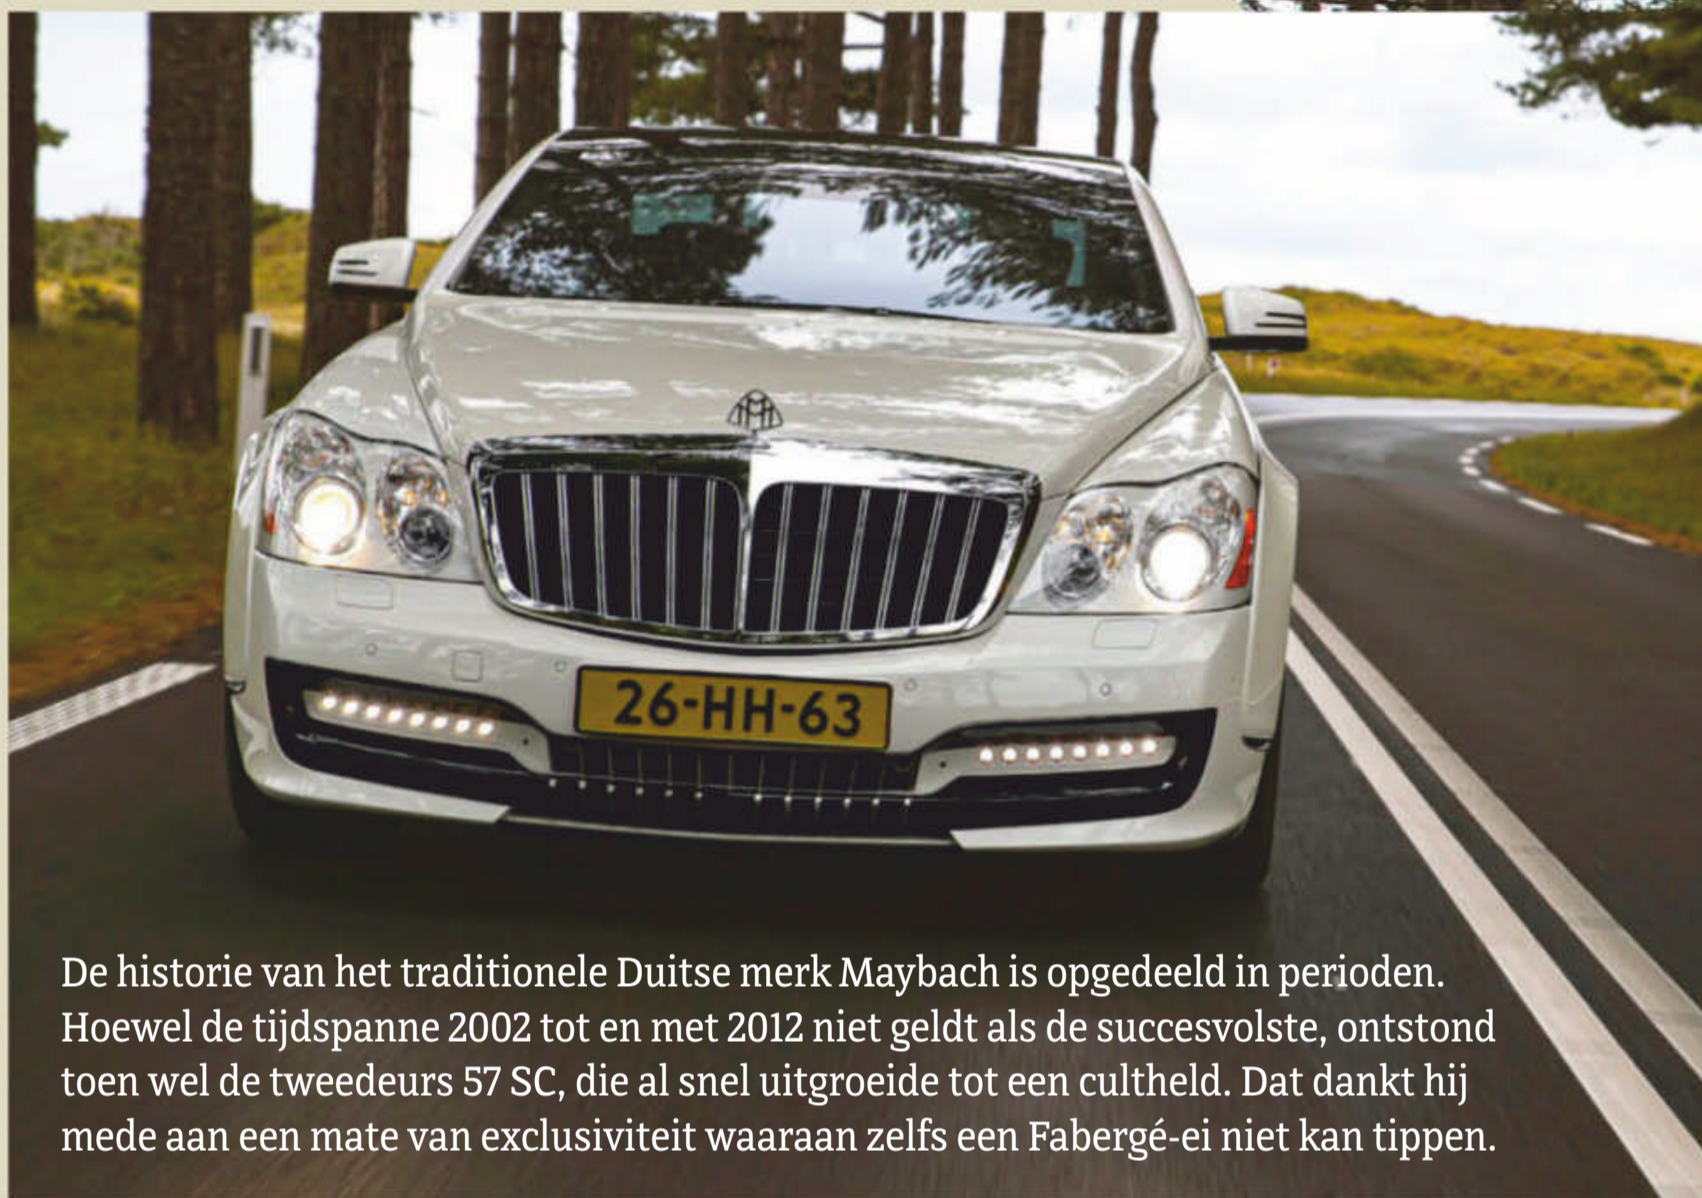 26-HH-63
De historie van het traditionele Duitse merk Maybach is opgedeeld in perioden.
Hoewel de tijdspanne 2002 tot en met 2012 niet geldt als de succesvolste, ontstond
toen wel de tweedeurs 57 SC, die al snel uitgroeide tot een cultheld. Dat dankt hij
mede aan een mate van exclusiviteit waaraan zelfs een Fabergé-ei niet kan tippen.